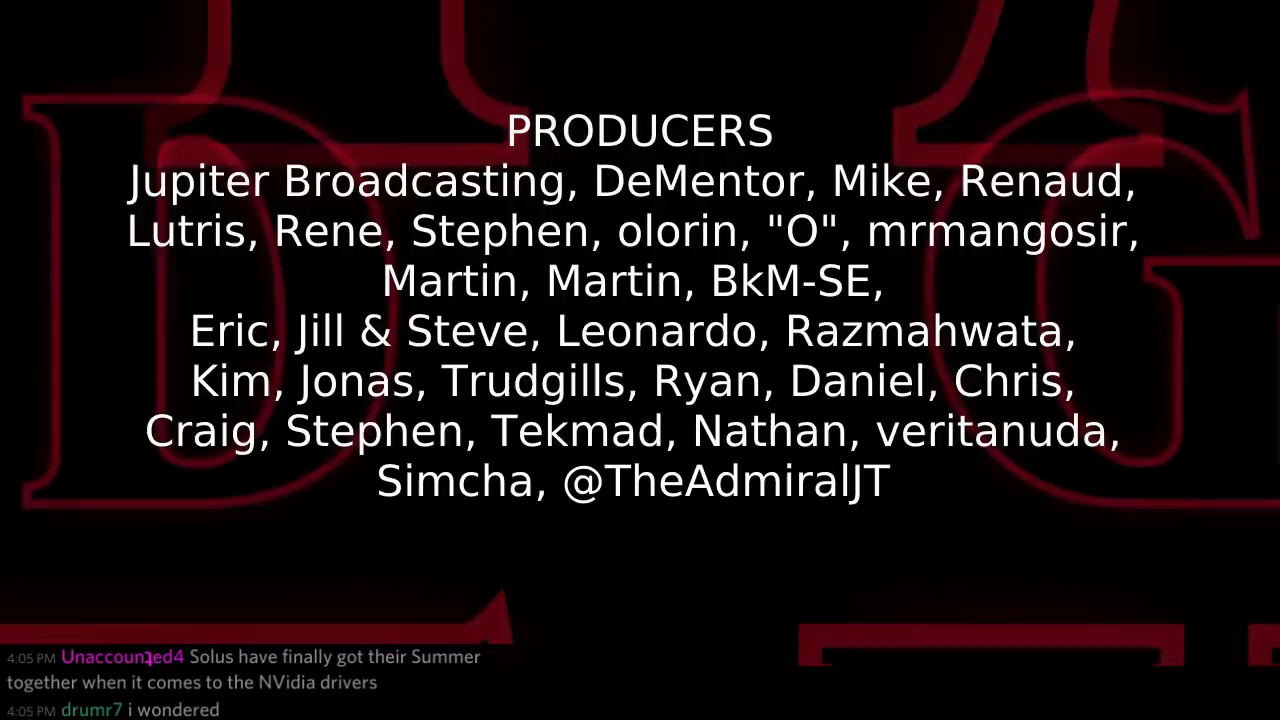 PRODUCERS
Jupiter Broadcasting, DeMentor, Mike, Renaud,
Lutris, Rene, Stephen, olorin, "O", mrmangosir,
Martin, Martin, BkM-SE,
Eric, Jill & Steve, Leonardo, Razmahwata,
Kim, Jonas, Trudgills, Ryan, Daniel, Chris,
Craig, Stephen, Tekmad, Nathan, veritanuda,
Simcha, @TheAdmiralJT
4:05 PM Unaccounted4 Solus have finally got their Summer
together when it comes to the NVidia drivers
4:05 PM drumr7 i wondered